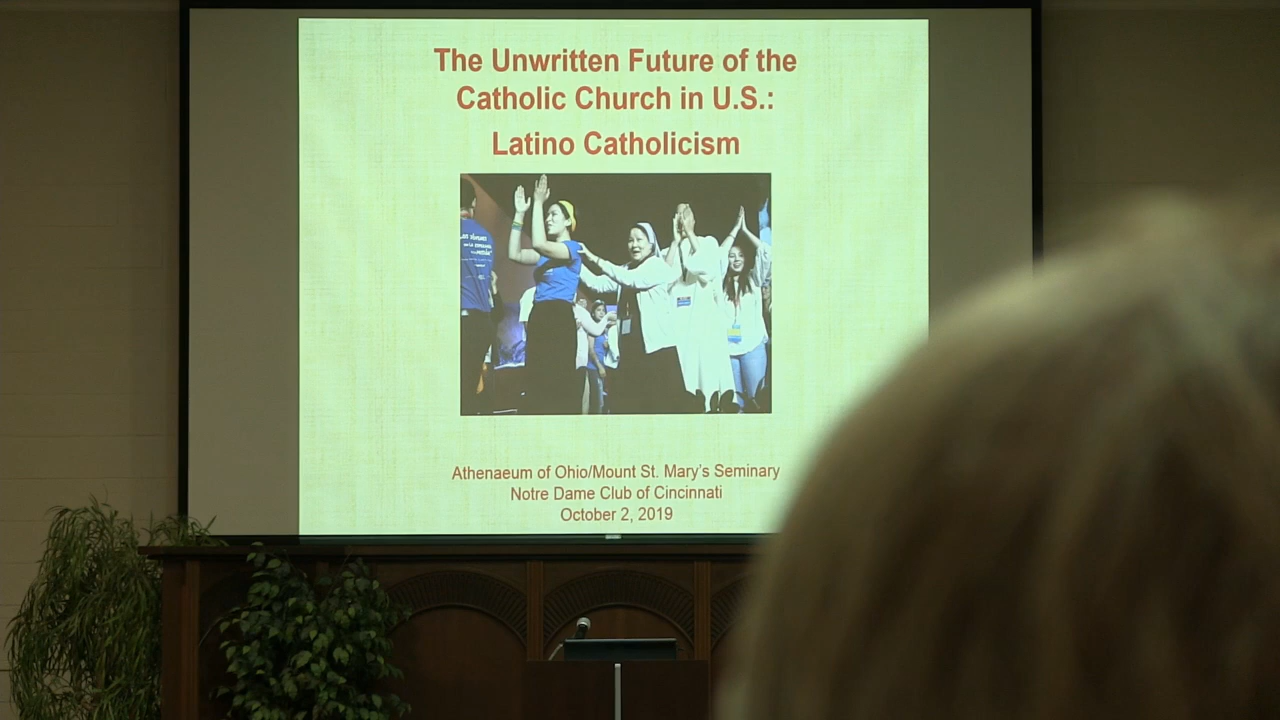 The Unwritten Future of the
Catholic Church in U.S.:
Latino Catholicism
Athenaeum of Ohio/Mount St. Mary's Seminary
Notre Dame Club of Cincinnati
October 2, 2019